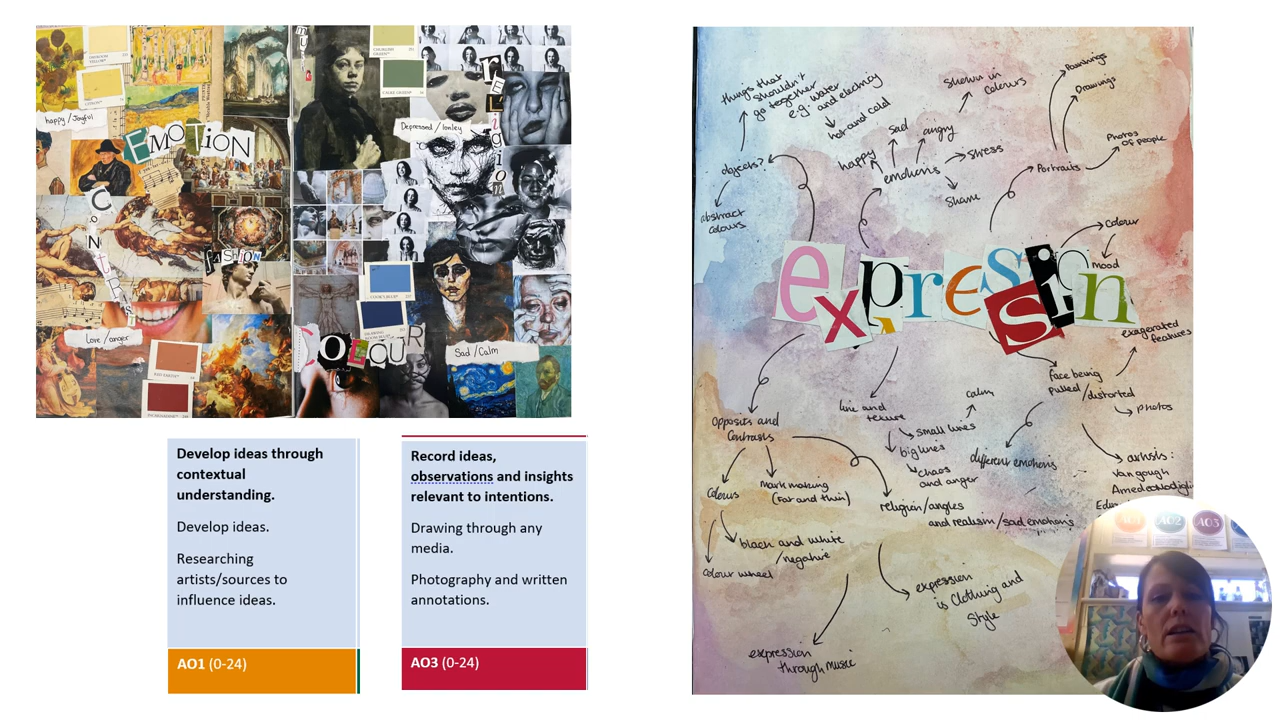 happy / Joyful
EMOTION
CONTRAST
FASHION
Love / anger
religion
Depressed / lonley
COLOUR
Sad / Calm
Develop ideas through
contextual
understanding.
Develop ideas.
Researching
artists/sources to
influence ideas.
AO1 (0-24)
Record ideas,
observations and insights
relevant to intentions.
Drawing through any
media.
Photography and written
annotations.
AO3 (0-24)
things that
shouldn't
go together
e.g. water
and electricity
hot and cold
objects?
abstract
colours
happy
sad
angry
stress
Shame
emotions
Shown in
colours
Paintings
Drawings
Photos
of people
Portraits
Colour
mood
expression
exagerated
features
face being
pulled
/distorted
photos
different emotions
artists:
Van gough
line and
texture
small lines
calm
big lines
chaos
and anger
Opposits and
Contrasts
Colours
mark making
(Fat and thin)
black and white
/negative
colour wheel
religion/angles
and realism/sad emotions
expression
is Clothing and
Style
expression
through music
AO1
AO2
AO3